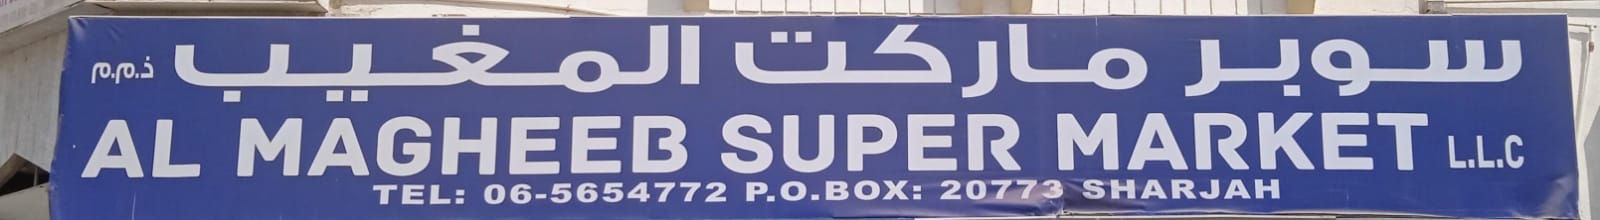 سوبر ماركت المغيب ذ.م.م
AL MAGHEEB SUPER MARKET L.L.C
TEL: 06-5654772 P.O.BOX: 20773 SHARJAH